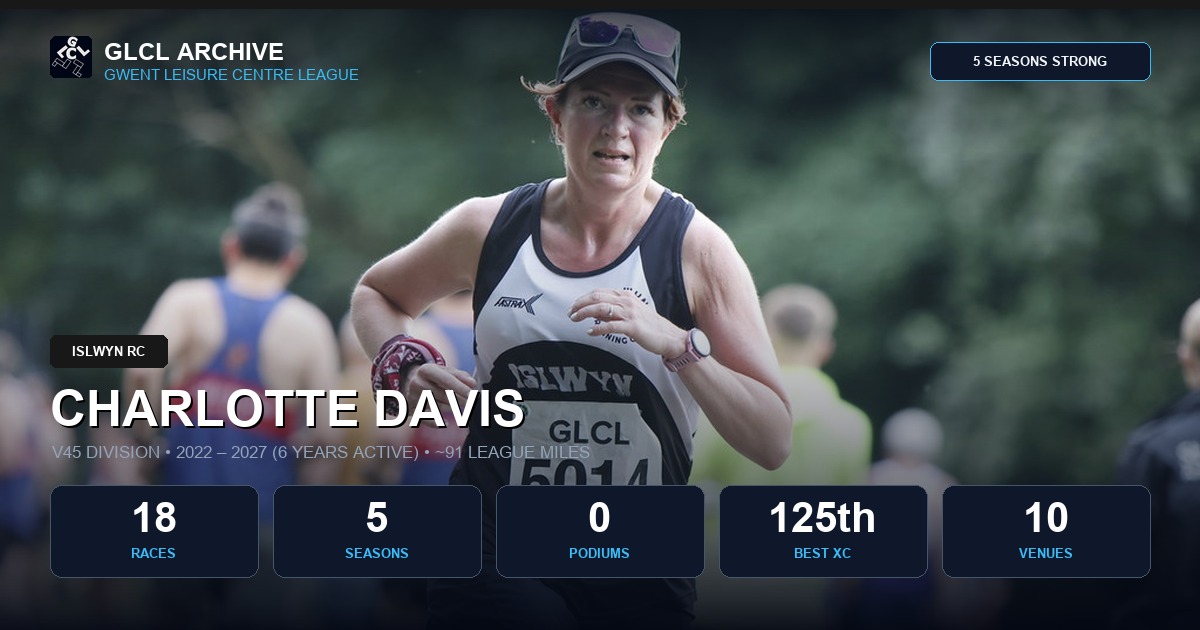 GLCL ARCHIVE
GWENT LEISURE CENTRE LEAGUE
5 SEASONS STRONG
FASTRAX
ISLWYN
GLCL
5014
ISLWYN RC
CHARLOTTE DAVIS
V45 DIVISION • 2022 – 2027 (6 YEARS ACTIVE) • ~91 LEAGUE MILES
18
RACES
5
SEASONS
0
PODIUMS
125th
BEST XC
10
VENUES